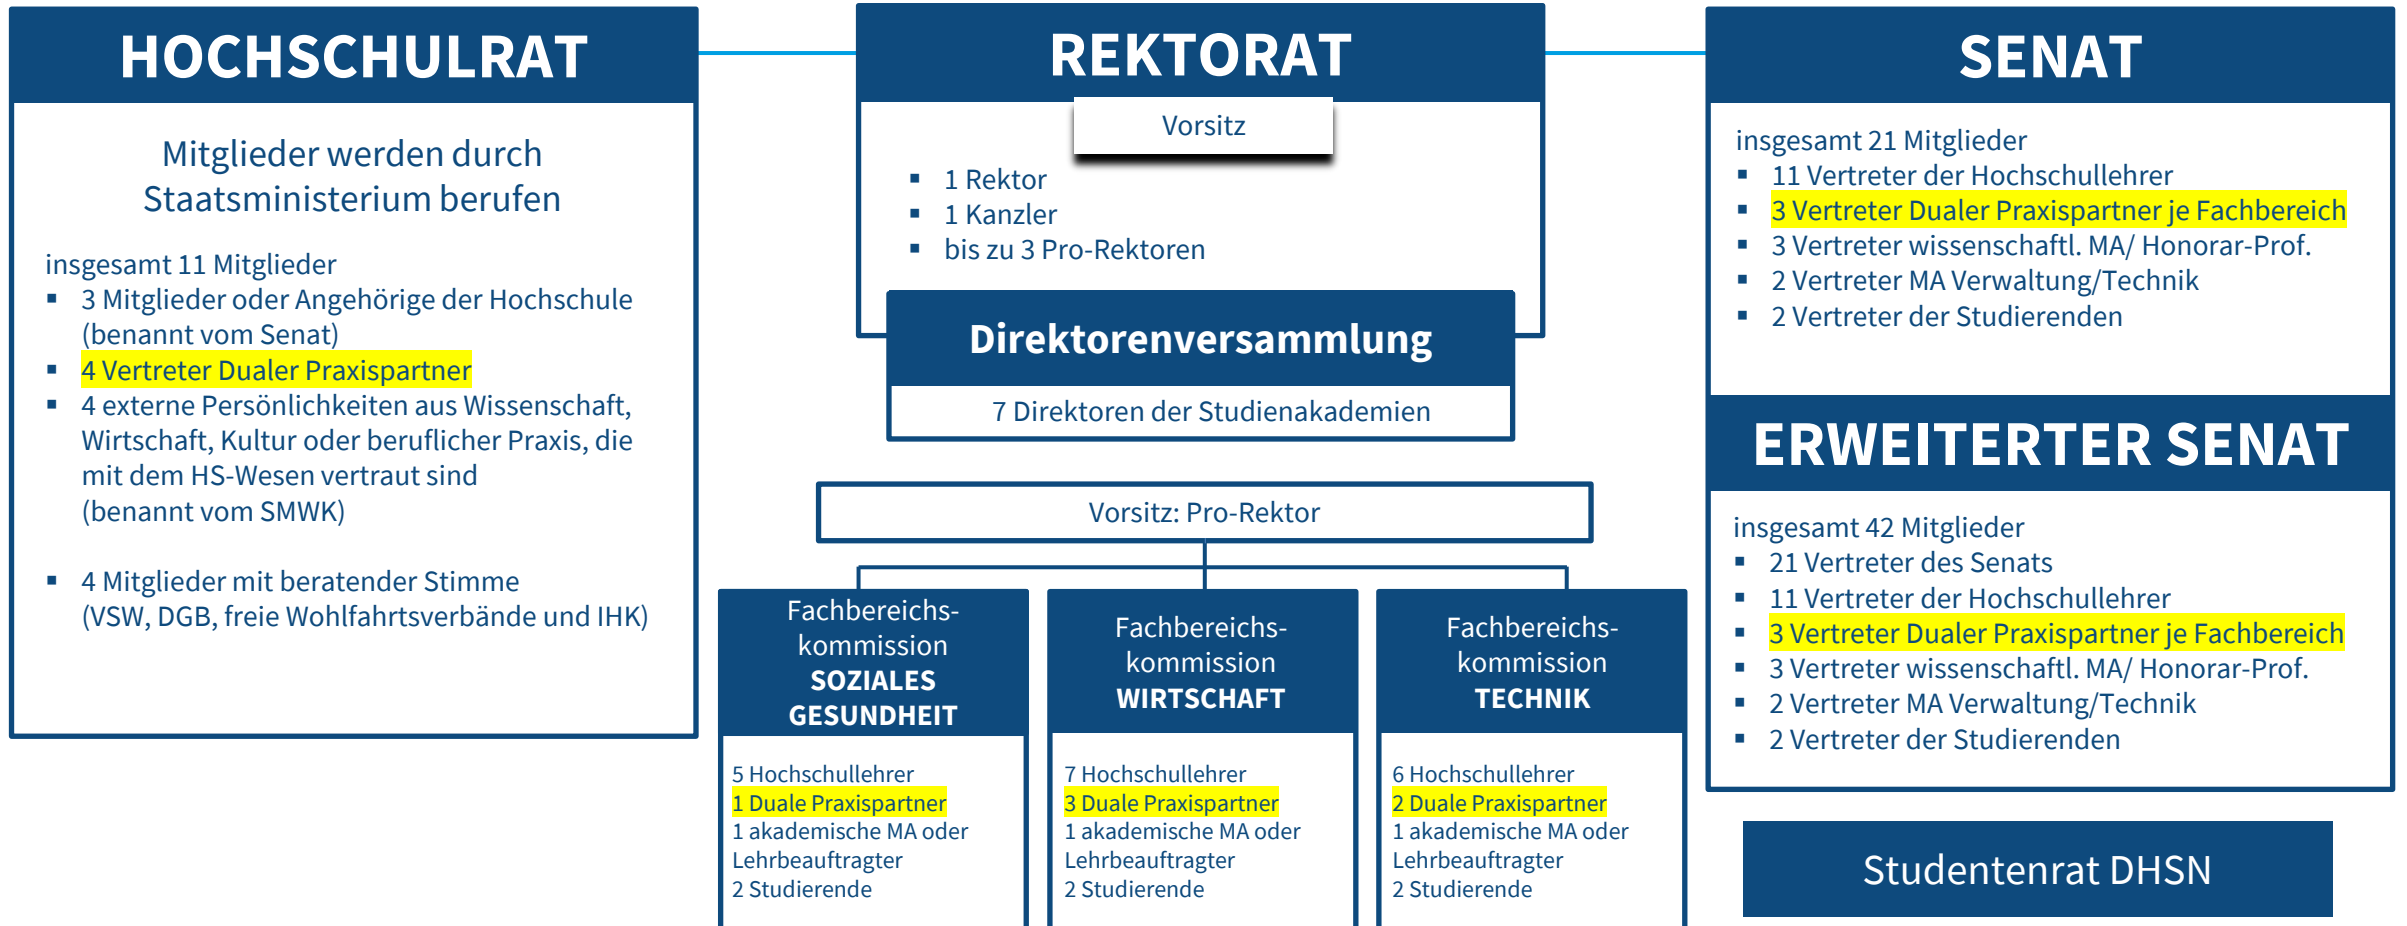 HOCHSCHULRAT
Mitglieder werden durch
Staatsministerium berufen
insgesamt 11 Mitglieder
▪ 3 Mitglieder oder Angehörige der Hochschule
(benannt vom Senat)
▪ 4 Vertreter Dualer Praxispartner
▪ 4 externe Persönlichkeiten aus Wissenschaft,
Wirtschaft, Kultur oder beruflicher Praxis, die
mit dem HS-Wesen vertraut sind
(benannt vom SMWK)
▪ 4 Mitglieder mit beratender Stimme
(VSW, DGB, freie Wohlfahrtsverbände und IHK)
REKTORAT
Vorsitz
▪ 1 Rektor
▪ 1 Kanzler
▪ bis zu 3 Pro-Rektoren
Direktorenversammlung
7 Direktoren der Studienakademien
Vorsitz: Pro-Rektor
Fachbereichs-
kommission
SOZIALES
GESUNDHEIT
5 Hochschullehrer
1 Duale Praxispartner
1 akademische MA oder
Lehrbeauftragter
2 Studierende
Fachbereichs-
kommission
WIRTSCHAFT
7 Hochschullehrer
3 Duale Praxispartner
1 akademische MA oder
Lehrbeauftragter
2 Studierende
Fachbereichs-
kommission
TECHNIK
6 Hochschullehrer
2 Duale Praxispartner
1 akademische MA oder
Lehrbeauftragter
2 Studierende
SENAT
insgesamt 21 Mitglieder
▪ 11 Vertreter der Hochschullehrer
▪ 3 Vertreter Dualer Praxispartner je Fachbereich
▪ 3 Vertreter wissenschaftl. MA/ Honorar-Prof.
▪ 2 Vertreter MA Verwaltung/Technik
▪ 2 Vertreter der Studierenden
ERWEITERTER SENAT
insgesamt 42 Mitglieder
▪ 21 Vertreter des Senats
▪ 11 Vertreter der Hochschullehrer
▪ 3 Vertreter Dualer Praxispartner je Fachbereich
▪ 3 Vertreter wissenschaftl. MA/ Honorar-Prof.
▪ 2 Vertreter MA Verwaltung/Technik
▪ 2 Vertreter der Studierenden
Studentenrat DHSN